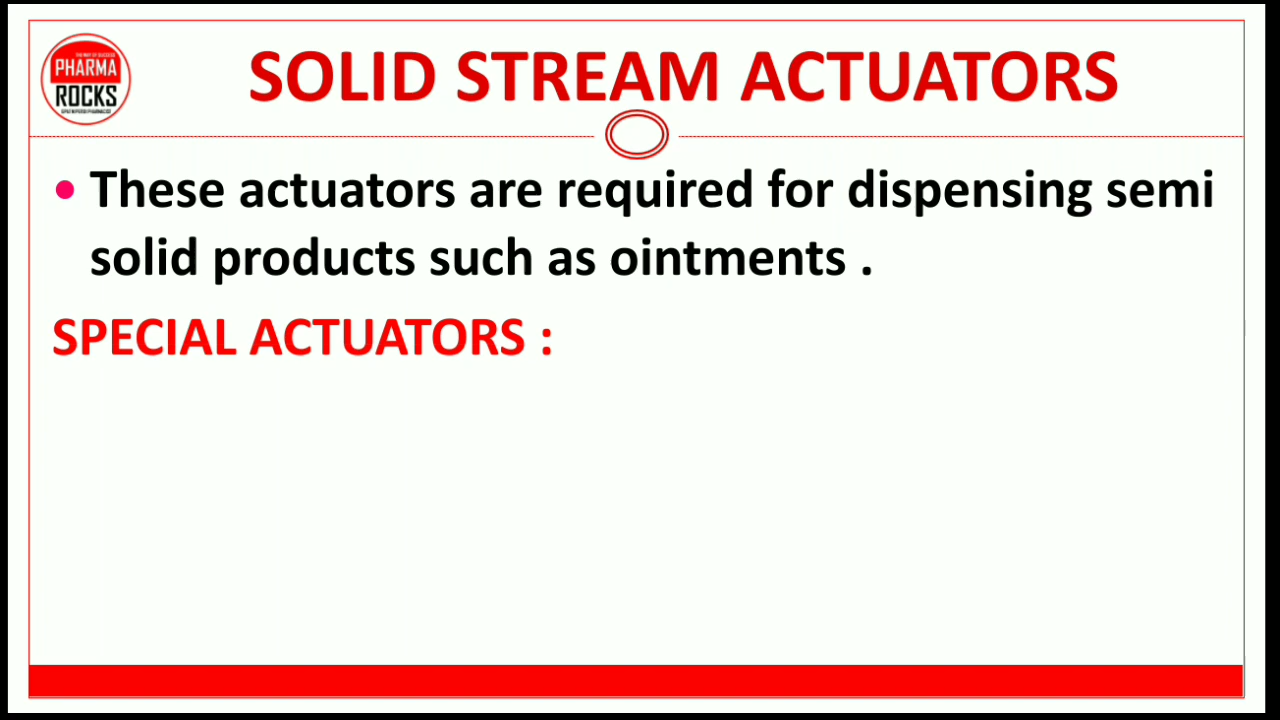 PHARMA
ROCKS
SOLID STREAM ACTUATORS
• These actuators are required for dispensing semi
solid products such as ointments .
SPECIAL ACTUATORS :